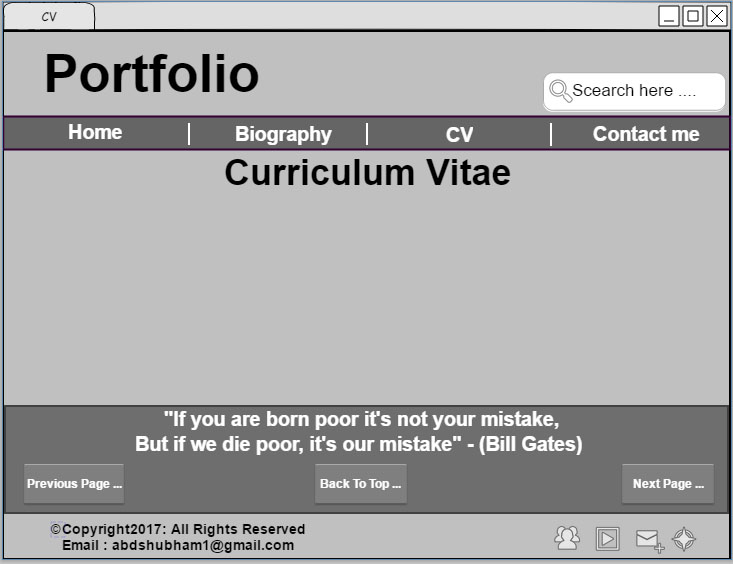 CV
Portfolio
Scearch here ....
Home | Biography | CV | Contact me
Curriculum Vitae
"If you are born poor it's not your mistake,
But if we die poor, it's our mistake" - (Bill Gates)
Previous Page ... Back To Top ... Next Page ...
©Copyright2017: All Rights Reserved
Email : abdshubham1@gmail.com